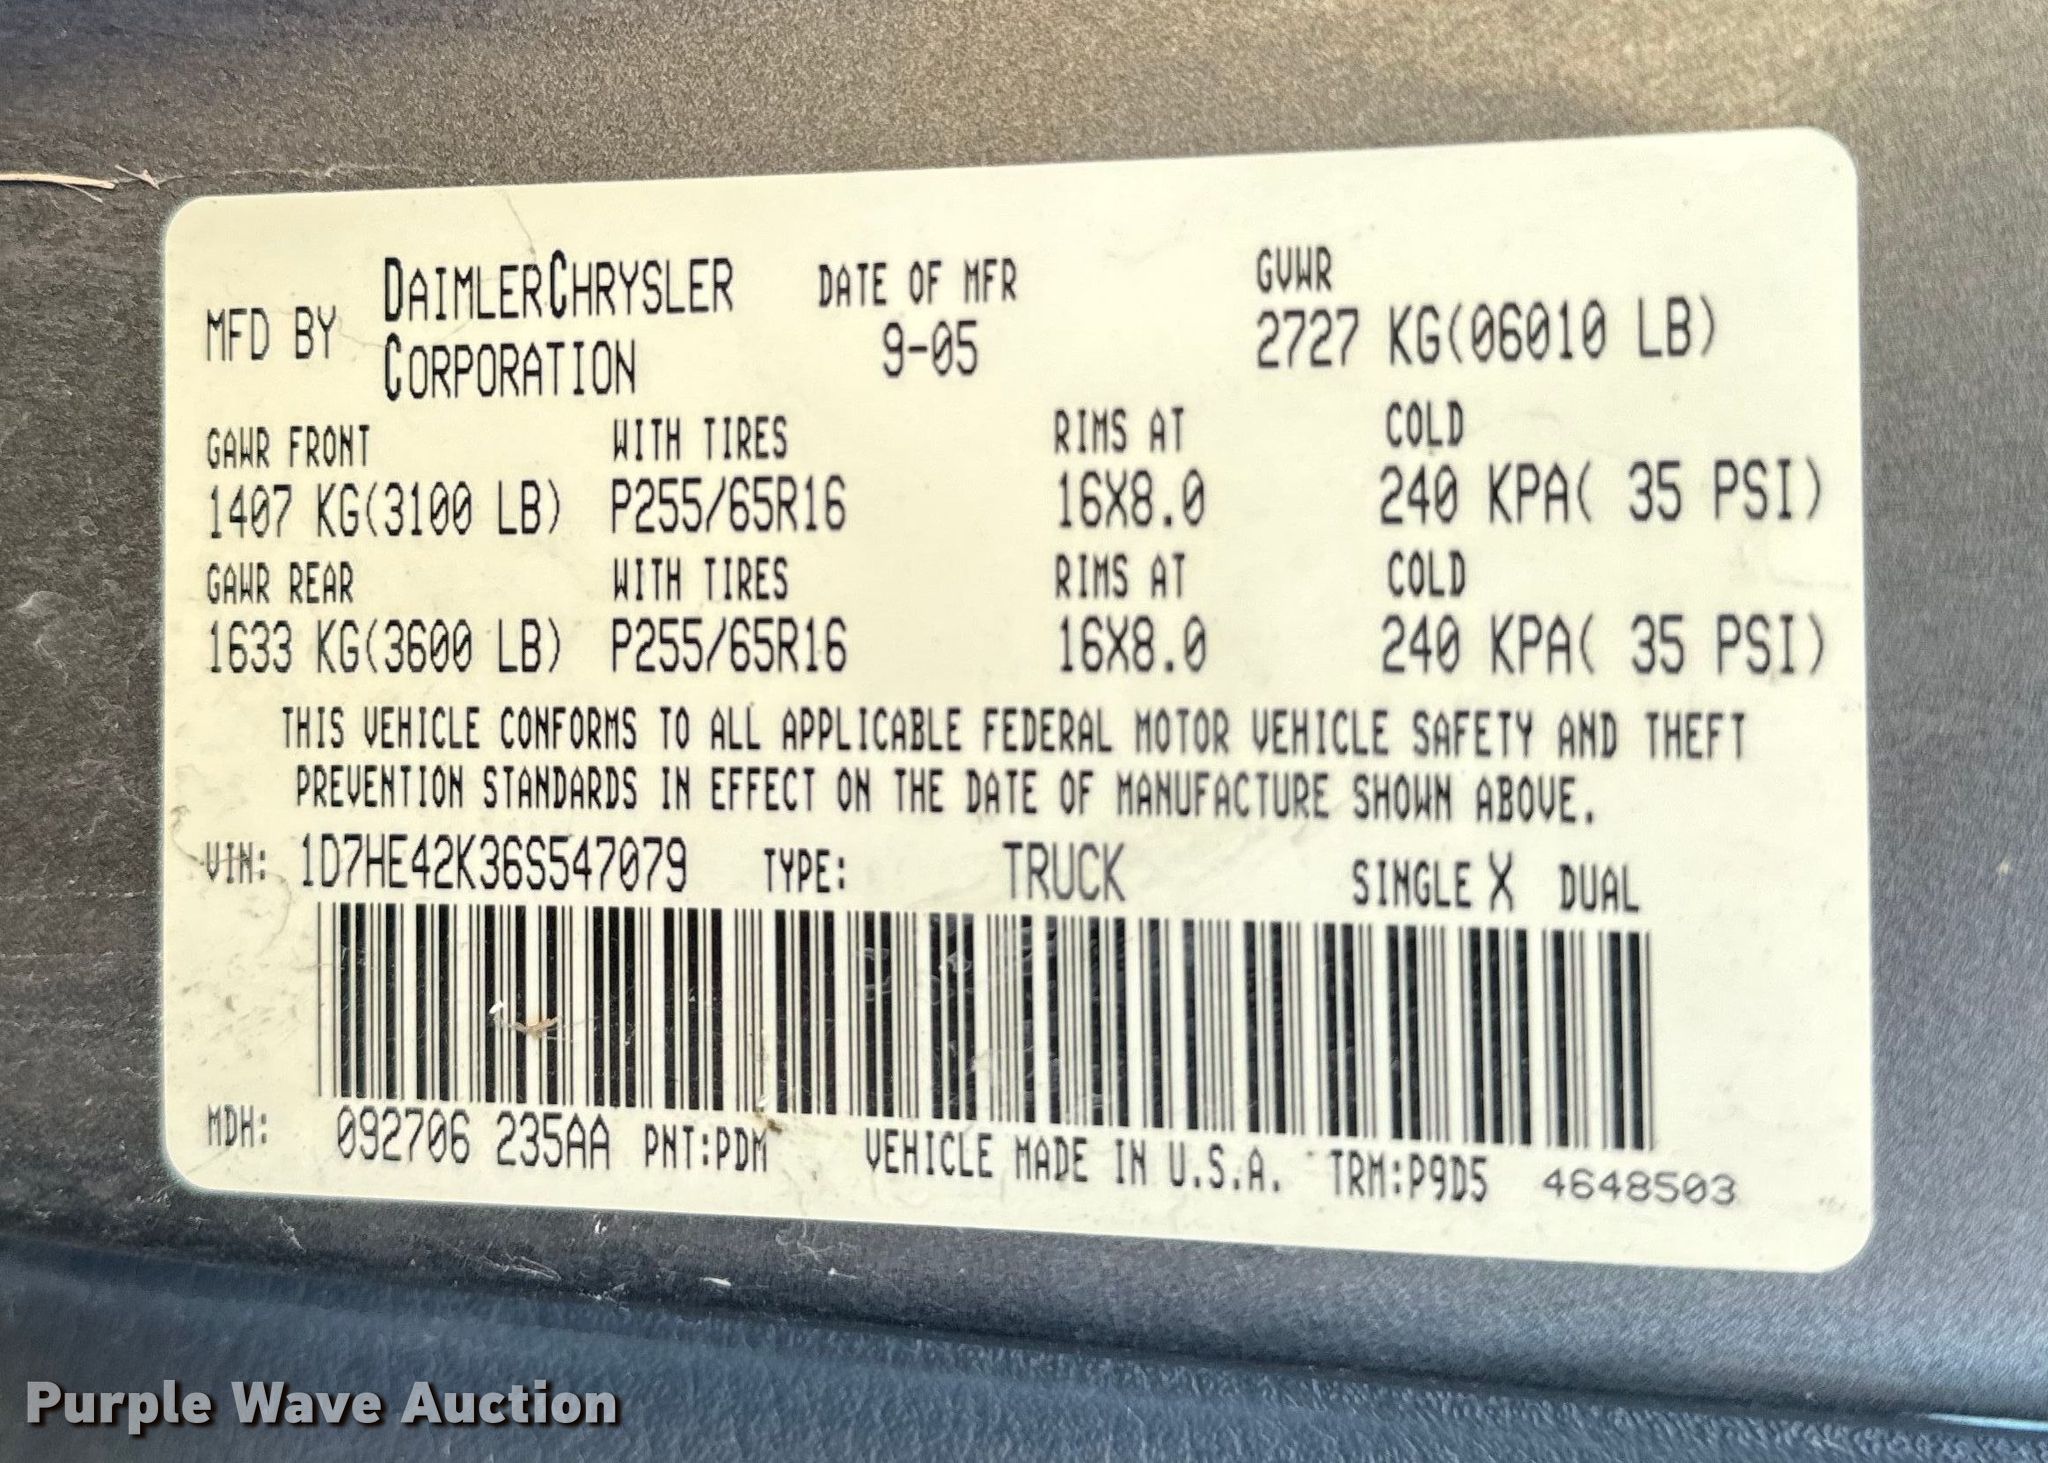 MFD BY DAIMLERCHRYSLER CORPORATION DATE OF MFR 9-05 GVWR 2727 KG(06010 LB)
GAWR FRONT WITH TIRES RIMS AT COLD
1407 KG(3100 LB) P255/65R16 16X8.0 240 KPA( 35 PSI)
GAWR REAR WITH TIRES RIMS AT COLD
1633 KG(3600 LB) P255/65R16 16X8.0 240 KPA( 35 PSI)
THIS VEHICLE CONFORMS TO ALL APPLICABLE FEDERAL MOTOR VEHICLE SAFETY AND THEFT
PREVENTION STANDARDS IN EFFECT ON THE DATE OF MANUFACTURE SHOWN ABOVE.
VIN: 1D7HE42K36S547079 TYPE: TRUCK SINGLE X DUAL
MDH: 092706 235AA PNT:PDM VEHICLE MADE IN U.S.A. TRM:P9D5 4648503
Purple Wave Auction